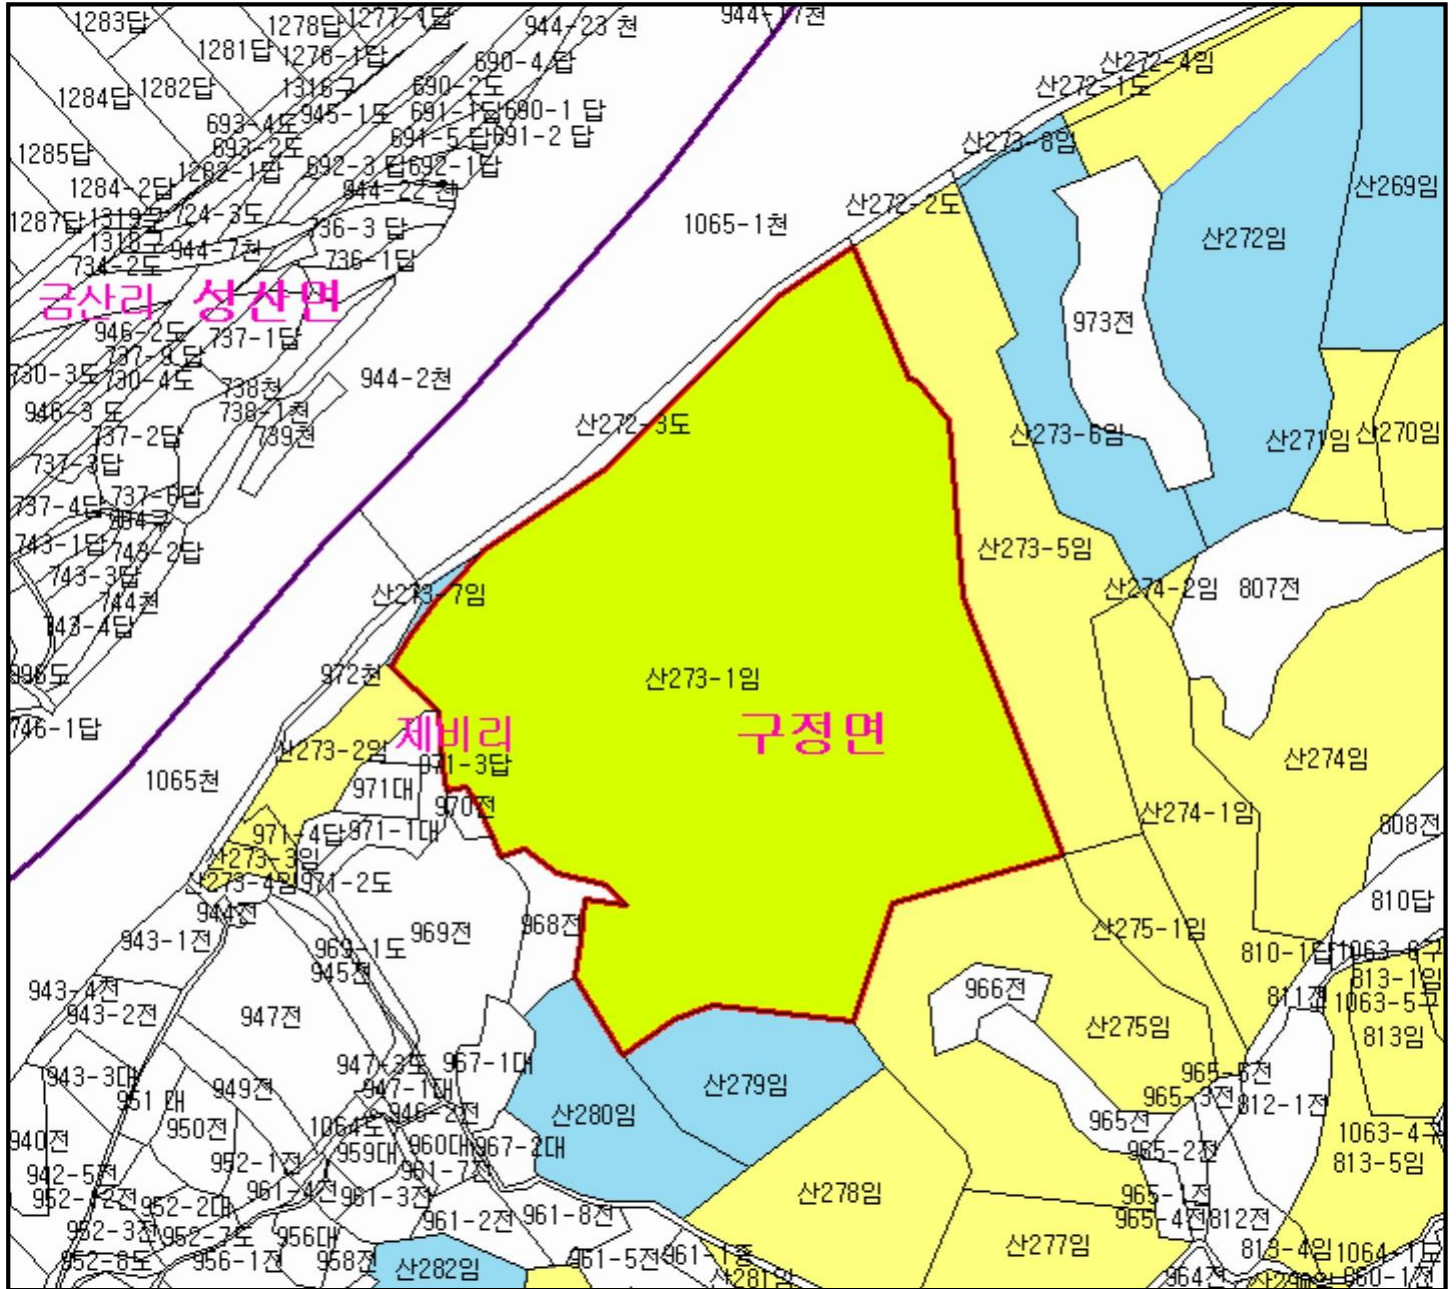 1283답
1278답
1277-1답
944-23 천
944-17천
1281답
1278-1답
690-4 답
산272-4임
1284답
1282답
1316구
690-2도
산272-1도
693-4도
945-1도
691-1답
690-1 답
693-2도
691-5 답
691-2 답
산273-8임
1285답
1282-1답
692-3 답
692-1답
1284-2답
944-22 천
산269임
1287답
1319구
724-3도
736-3 답
1065-1천
산272-2도
1318구
944-7천
산272임
734-2도
736-1답
금산리 성산면
946-2도
737-1답
973전
737-9 답
730-3도
730-4도
738천
944-2천
946-3 도
738-1천
산272-3도
737-2답
739천
산273-6임
산271임
산270임
737-3답
737-4답
737-6답
743-1답
743-2답
산273-5임
743-3답
744천
산273-7임
산274-2임
807전
743-4답
972천
산273-1임
746-1답
제비리
구정면
산273-2임
971-3답
산274임
1065천
971대
970전
산274-1임
971-4답
971-1대
808전
산273-3임
산273-4임
971-2도
810답
944전
943-1전
969-1도
969전
968전
산275-1임
810-1답
1063-6구
945전
813-1임
943-4전
966전
811전
1063-5구
943-2전
947전
산275임
813임
947-3도
967-1대
943-3대
949전
947-1대
산279임
965-5전
951 대
946-2전
산280임
965-3전
812-1전
950전
1064도
965전
1063-4구
940전
959대
960대
967-2대
965-2전
813-5임
942-5전
952-1전
961-7전
952-12전
952-2대
961-4전
961-3전
산278임
965-1전
952-3전
952-7도
956대
961-2전
961-8전
965-4전
812전
952-8도
956-1전
958전
산282임
961-5전
961-1종
산277임
813-4임
1064-1도
산281임
964전
960-1전